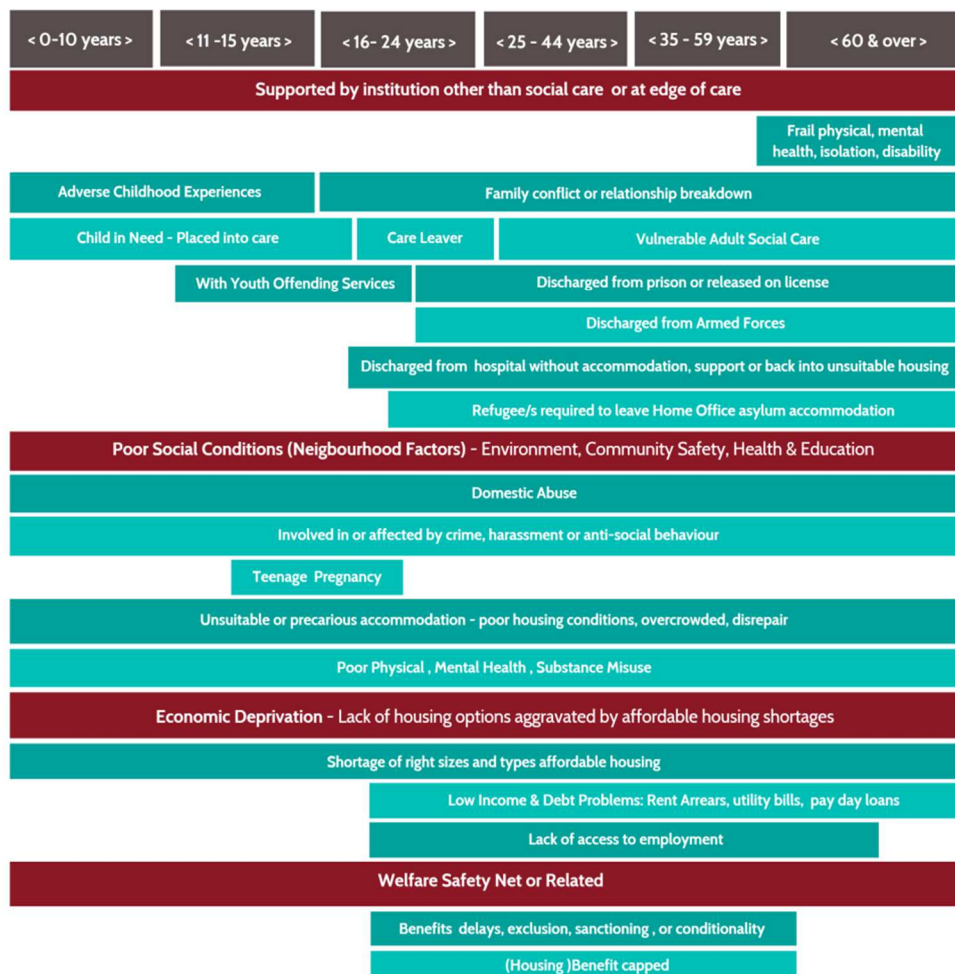 < 0-10 years >
< 11 -15 years >
< 16- 24 years >
< 25 - 44 years >
< 35 - 59 years >
< 60 & over >
Supported by institution other than social care or at edge of care
Frail physical, mental
health, isolation, disability
Adverse Childhood Experiences
Family conflict or relationship breakdown
Child in Need - Placed into care
Care Leaver
Vulnerable Adult Social Care
With Youth Offending Services
Discharged from prison or released on license
Discharged from Armed Forces
Discharged from hospital without accommodation, support or back into unsuitable housing
Refugee/s required to leave Home Office asylum accommodation
Poor Social Conditions (Neigbourhood Factors) - Environment, Community Safety, Health & Education
Domestic Abuse
Involved in or affected by crime, harassment or anti-social behaviour
Teenage Pregnancy
Unsuitable or precarious accommodation - poor housing conditions, overcrowded, disrepair
Poor Physical , Mental Health , Substance Misuse
Economic Deprivation - Lack of housing options aggravated by affordable housing shortages
Shortage of right sizes and types affordable housing
Low Income & Debt Problems: Rent Arrears, utility bills, pay day loans
Lack of access to employment
Welfare Safety Net or Related
Benefits delays, exclusion, sanctioning , or conditionality
(Housing )Benefit capped